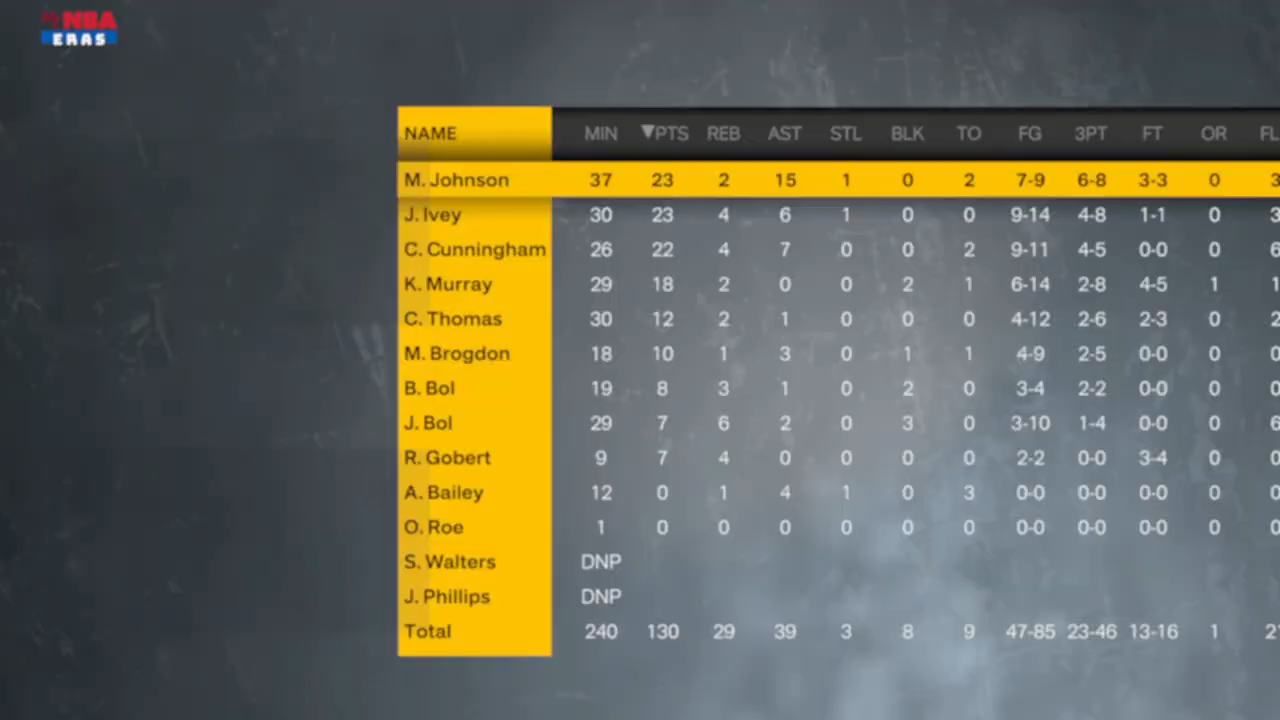 MyNBA
ERAS
NAME MIN ▼PTS REB AST STL BLK TO FG 3PT FT OR
M. Johnson 37 23 2 15 1 0 2 7-9 6-8 3-3 0 3
J. Ivey 30 23 4 6 1 0 0 9-14 4-8 1-1 0 3
C. Cunningham 26 22 4 7 0 0 2 9-11 4-5 0-0 0 6
K. Murray 29 18 2 0 0 2 1 6-14 2-8 4-5 1 1
C. Thomas 30 12 2 1 0 0 0 4-12 2-6 2-3 0 2
M. Brogdon 18 10 1 3 0 1 1 4-9 2-5 0-0 0 0
B. Bol 19 8 3 1 0 2 0 3-4 2-2 0-0 0 0
J. Bol 29 7 6 2 0 3 0 3-10 1-4 0-0 0 6
R. Gobert 9 7 4 0 0 0 0 2-2 0-0 3-4 0 0
A. Bailey 12 0 1 4 1 0 3 0-0 0-0 0-0 0 0
O. Roe 1 0 0 0 0 0 0 0-0 0-0 0-0 0 0
S. Walters DNP
J. Phillips DNP
Total 240 130 29 39 3 8 9 47-85 23-46 13-16 1